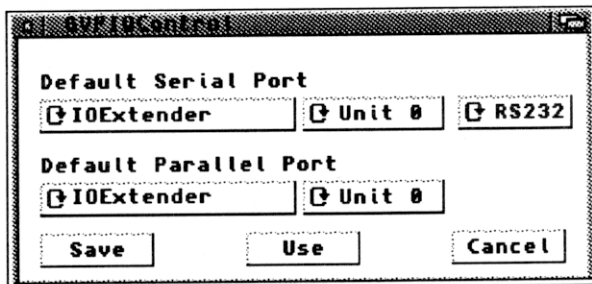 GVPIOControl
Default Serial Port
IOExtender Unit 0 RS232
Default Parallel Port
IOExtender Unit 0
Save Use Cancel